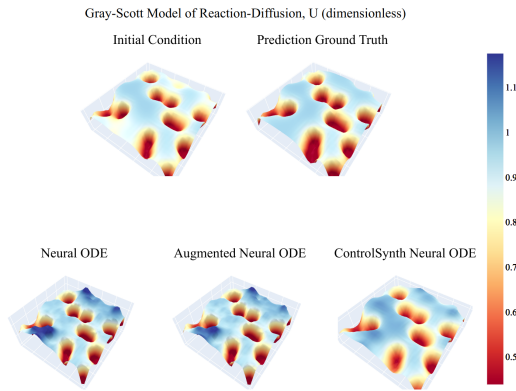 Gray-Scott Model of Reaction-Diffusion, U (dimensionless)
Initial Condition
Prediction Ground Truth
Neural ODE
Augmented Neural ODE
ControlSynth Neural ODE
1.1
1
0.9
0.8
0.7
0.6
0.5